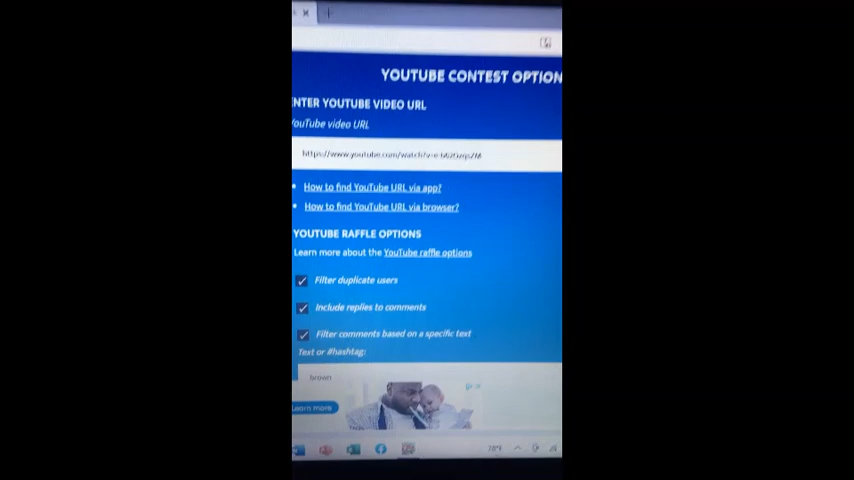 YOUTUBE CONTEST OPTION
ENTER YOUTUBE VIDEO URL
YouTube video URL
How to find YouTube URL via app?
How to find YouTube URL via browser?
YOUTUBE RAFFLE OPTIONS
Learn more about the YouTube raffle options
Filter duplicate users
Include replies to comments
Filter comments based on a specific text
Text or #hashtag:
brown
Learn more
78°F